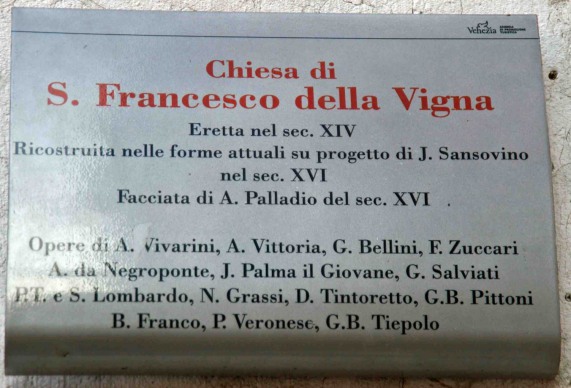 Venezia
Chiesa di
S. Francesco della Vigna
Eretta nel sec. XIV
Ricostruita nelle forme attuali su progetto di J. Sansovino
nel sec. XVI
Facciata di A. Palladio del sec. XVI
Opere di A. Vivarini, A. Vittoria, G. Bellini, F. Zuccari
A. da Negroponte, J. Palma il Giovane, G. Salviati
P.T. e S. Lombardo, N. Grassi, D. Tintoretto, G.B. Pittoni
B. Franco, P. Veronese, G.B. Tiepolo